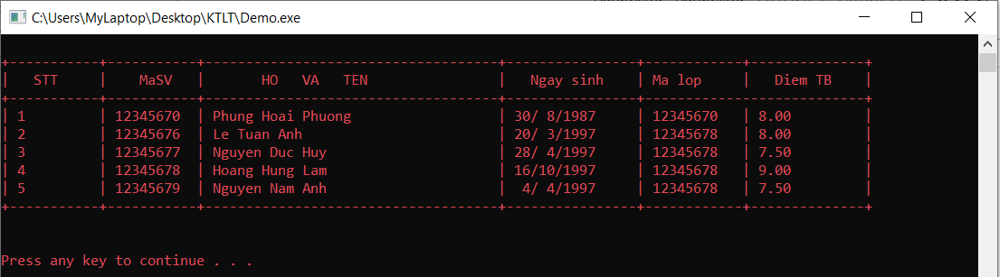 C:\Users\MyLaptop\Desktop\KTLT\Demo.exe
+-----------+-----------+------------------------------------+----------------+------------+--------------+
|   STT     |    MaSV   |       HO   VA   TEN                |   Ngay sinh    | Ma lop     |   Diem TB    |
+-----------+-----------+------------------------------------+----------------+------------+--------------+
| 1         | 12345670  | Phung Hoai Phuong                  | 30/ 8/1987     | 12345670   | 8.00         |
| 2         | 12345676  | Le Tuan Anh                        | 20/ 3/1997     | 12345678   | 8.00         |
| 3         | 12345677  | Nguyen Duc Huy                     | 28/ 4/1997     | 12345678   | 7.50         |
| 4         | 12345678  | Hoang Hung Lam                     | 16/10/1997     | 12345678   | 9.00         |
| 5         | 12345679  | Nguyen Nam Anh                     |  4/ 4/1997     | 12345678   | 7.50         |
+-----------+-----------+------------------------------------+----------------+------------+--------------+
Press any key to continue . . .